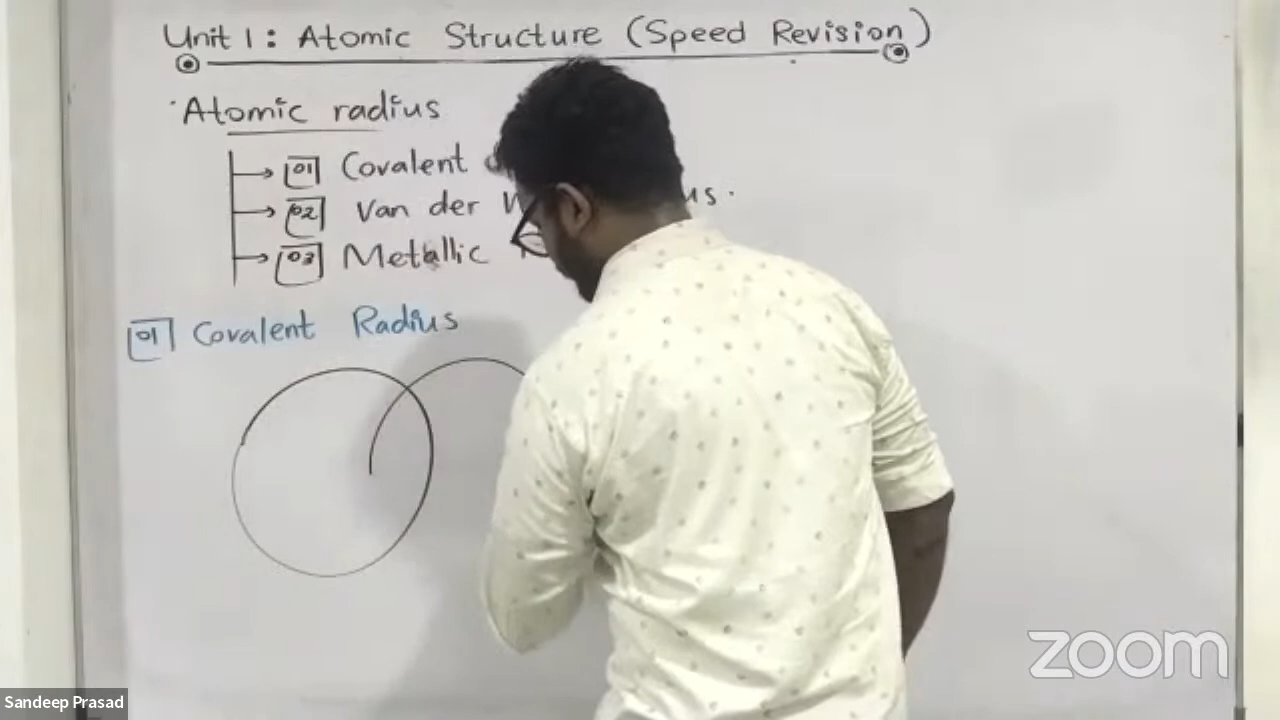 Unit 1 : Atomic Structure (Speed Revision)
Atomic radius
01 Covalent
02 Van der
03 Metallic
01 Covalent Radius
zoom
Sandeep Prasad